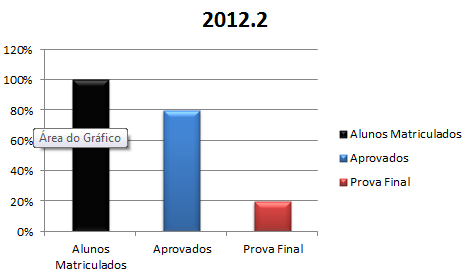 2012.2
120%
100%
80%
60%
40%
20%
0%
Área do Gráfico
Alunos
Matriculados
Aprovados
Prova Final
Alunos Matriculados
Aprovados
Prova Final